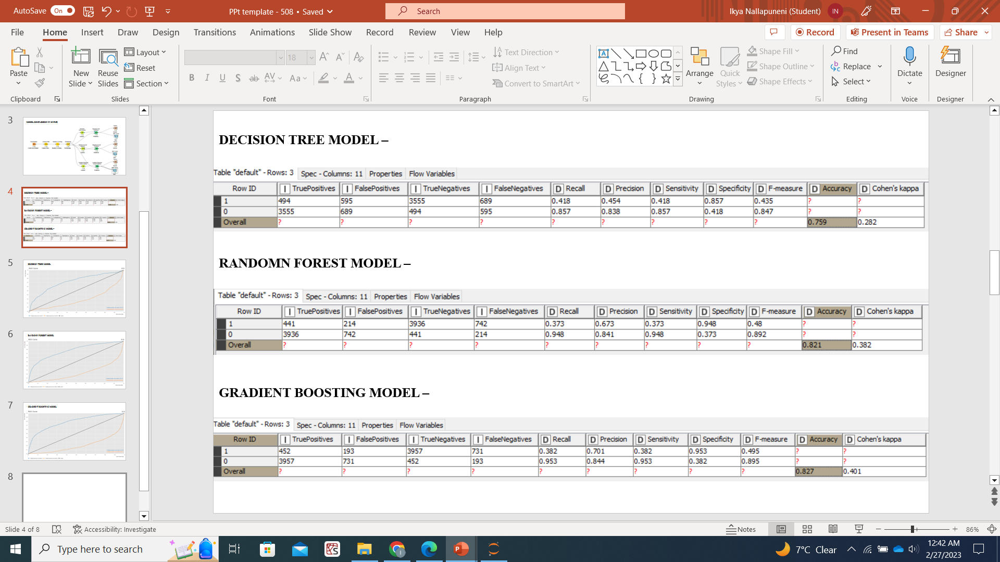 AutoSave On PPt template - 508 • Saved Search Ikya Nallapuneni (Student) IN
File Home Insert Draw Design Transitions Animations Slide Show Record Review View Help Record Present in Teams Share
Paste New Slide Reuse Slides Layout Reset Section 18 Text Direction Align Text Convert to SmartArt Arrange Quick Styles Shape Fill Shape Outline Shape Effects Find Replace Select Dictate Designer
B I U S ab AV Aa A
Clipboard Slides Font Paragraph Drawing Editing Voice Designer
3
4
5
DECISION TREE MODEL
6
RANDOMN FOREST MODEL
7
GRADIENT BOOSTING MODEL
8
DECISION TREE MODEL –
Table "default" - Rows: 3 Spec - Columns: 11 Properties Flow Variables
Row ID I TruePositives I FalsePositives I TrueNegatives I FalseNegatives D Recall D Precision D Sensitivity D Specificity D F-measure D Accuracy D Cohen's kappa
1 494 595 3555 689 0.418 0.454 0.418 0.857 0.435 ? ?
0 3555 689 494 595 0.857 0.838 0.857 0.418 0.847 ? ?
Overall ? ? ? ? ? ? ? ? ? 0.759 0.282
RANDOMN FOREST MODEL –
Table "default" - Rows: 3 Spec - Columns: 11 Properties Flow Variables
Row ID I TruePositives I FalsePositives I TrueNegatives I FalseNegatives D Recall D Precision D Sensitivity D Specificity D F-measure D Accuracy D Cohen's kappa
1 441 214 3936 742 0.373 0.673 0.373 0.948 0.48 ? ?
0 3936 742 441 214 0.948 0.841 0.948 0.373 0.892 ? ?
Overall ? ? ? ? ? ? ? ? ? 0.821 0.382
GRADIENT BOOSTING MODEL –
Table "default" - Rows: 3 Spec - Columns: 11 Properties Flow Variables
Row ID I TruePositives I FalsePositives I TrueNegatives I FalseNegatives D Recall D Precision D Sensitivity D Specificity D F-measure D Accuracy D Cohen's kappa
1 452 193 3957 731 0.382 0.701 0.382 0.953 0.495 ? ?
0 3957 731 452 193 0.953 0.844 0.953 0.382 0.895 ? ?
Overall ? ? ? ? ? ? ? ? ? 0.827 0.401
Slide 4 of 8 Accessibility: Investigate Notes 86%
Type here to search 7°C Clear 12:42 AM
2/27/2023